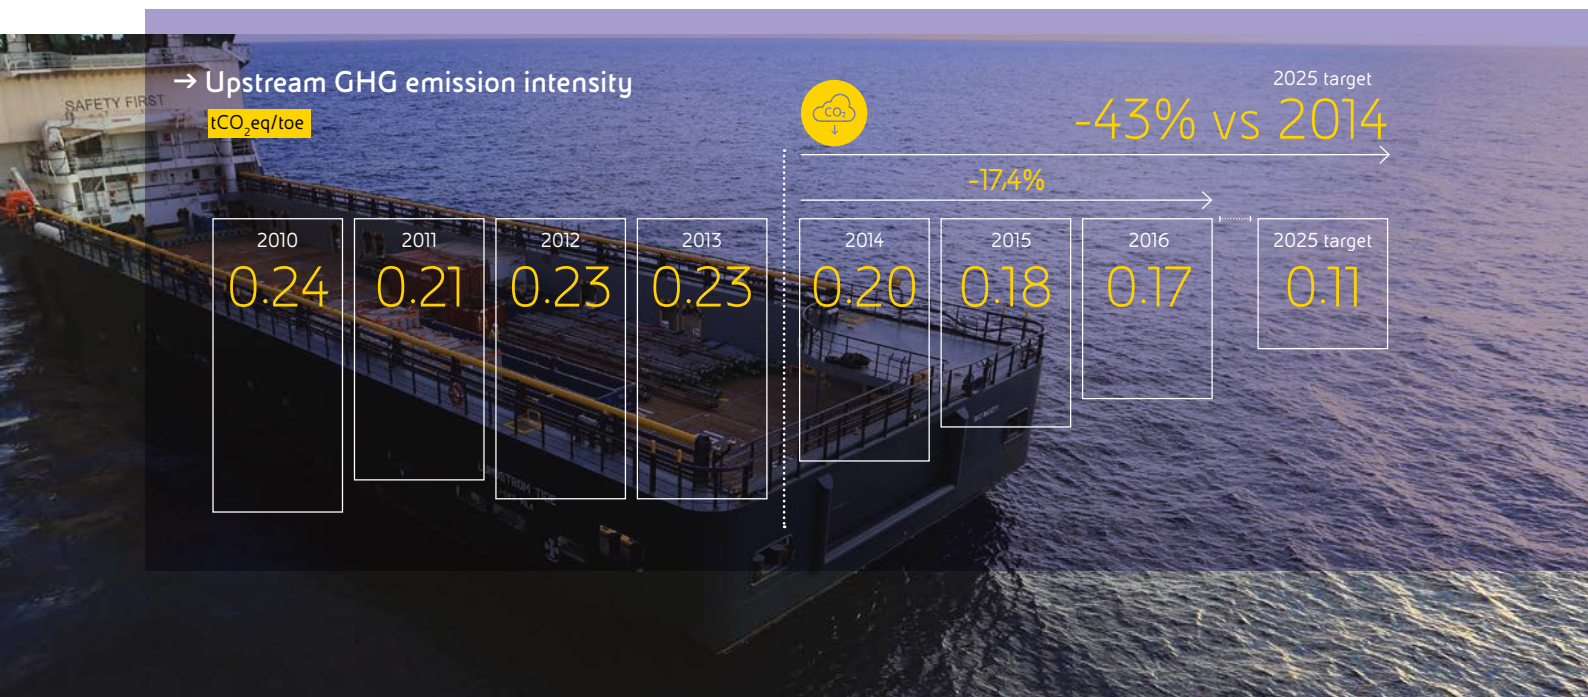 SAFETY FIRST
→ Upstream GHG emission intensity
tCO₂eq/toe
CO₂
2025 target
-43% vs 2014
-17,4%
2010
0.24
2011
0.21
2012
0.23
2013
0.23
2014
0.20
2015
0.18
2016
0.17
2025 target
0.11